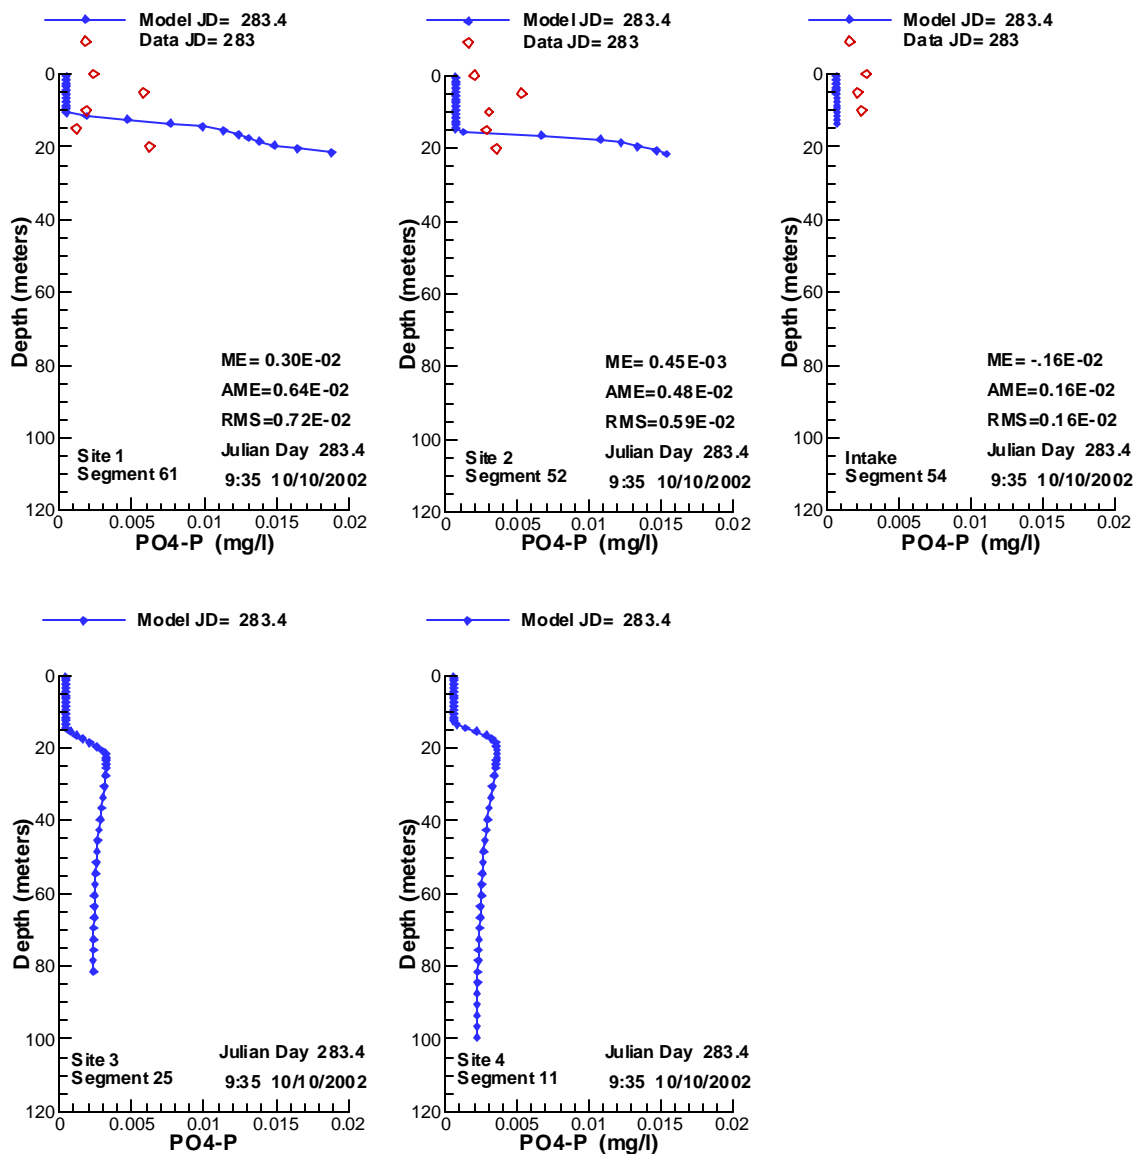 Model JD= 283.4
Data JD= 283
0
20
40
60
80
100
120
Depth (meters)
ME= 0.30E-02
AME=0.64E-02
RMS=0.72E-02
Julian Day 283.4
9:35 10/10/2002
Site 1
Segment 61
0
0.005
0.01
0.015
0.02
PO4-P (mg/l)
Model JD= 283.4
Data JD= 283
0
20
40
60
80
100
120
Depth (meters)
ME= 0.45E-03
AME=0.48E-02
RMS=0.59E-02
Julian Day 283.4
9:35 10/10/2002
Site 2
Segment 52
0
0.005
0.01
0.015
0.02
PO4-P (mg/l)
Model JD= 283.4
Data JD= 283
0
20
40
60
80
100
120
Depth (meters)
ME= -.16E-02
AME=0.16E-02
RMS=0.16E-02
Julian Day 283.4
9:35 10/10/2002
Intake
Segment 54
0
0.005
0.01
0.015
0.02
PO4-P (mg/l)
Model JD= 283.4
0
20
40
60
80
100
120
Depth (meters)
Julian Day 283.4
9:35 10/10/2002
Site 3
Segment 25
0
0.005
0.01
0.015
0.02
PO4-P
Model JD= 283.4
0
20
40
60
80
100
120
Depth (meters)
Julian Day 283.4
9:35 10/10/2002
Site 4
Segment 11
0
0.005
0.01
0.015
0.02
PO4-P (mg/l)